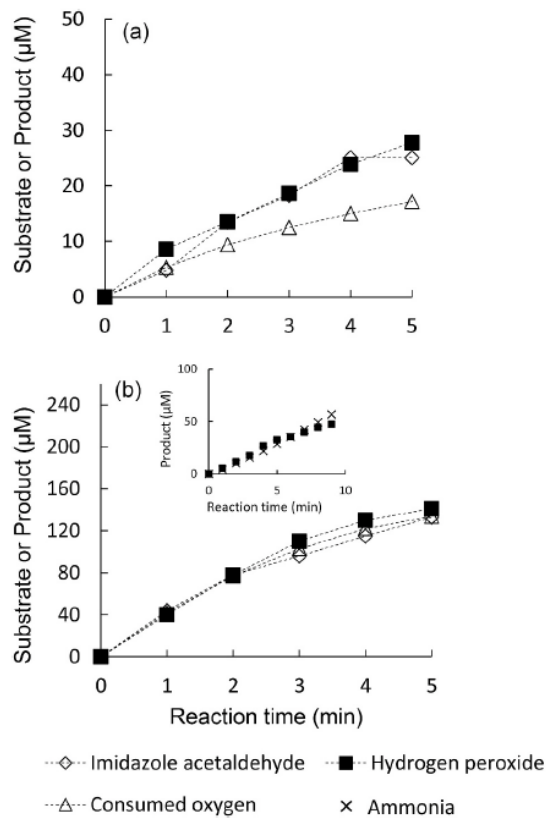 (a)
Substrate or Product (µM)
50
40
30
20
10
0
0 1 2 3 4 5
(b)
Substrate or Product (µM)
240
200
160
120
80
40
0
0 1 2 3 4 5
Reaction time (min)
Product (µM)
100
50
0
0 5 10
Reaction time (min)
Imidazole acetaldehyde
Hydrogen peroxide
Consumed oxygen
Ammonia